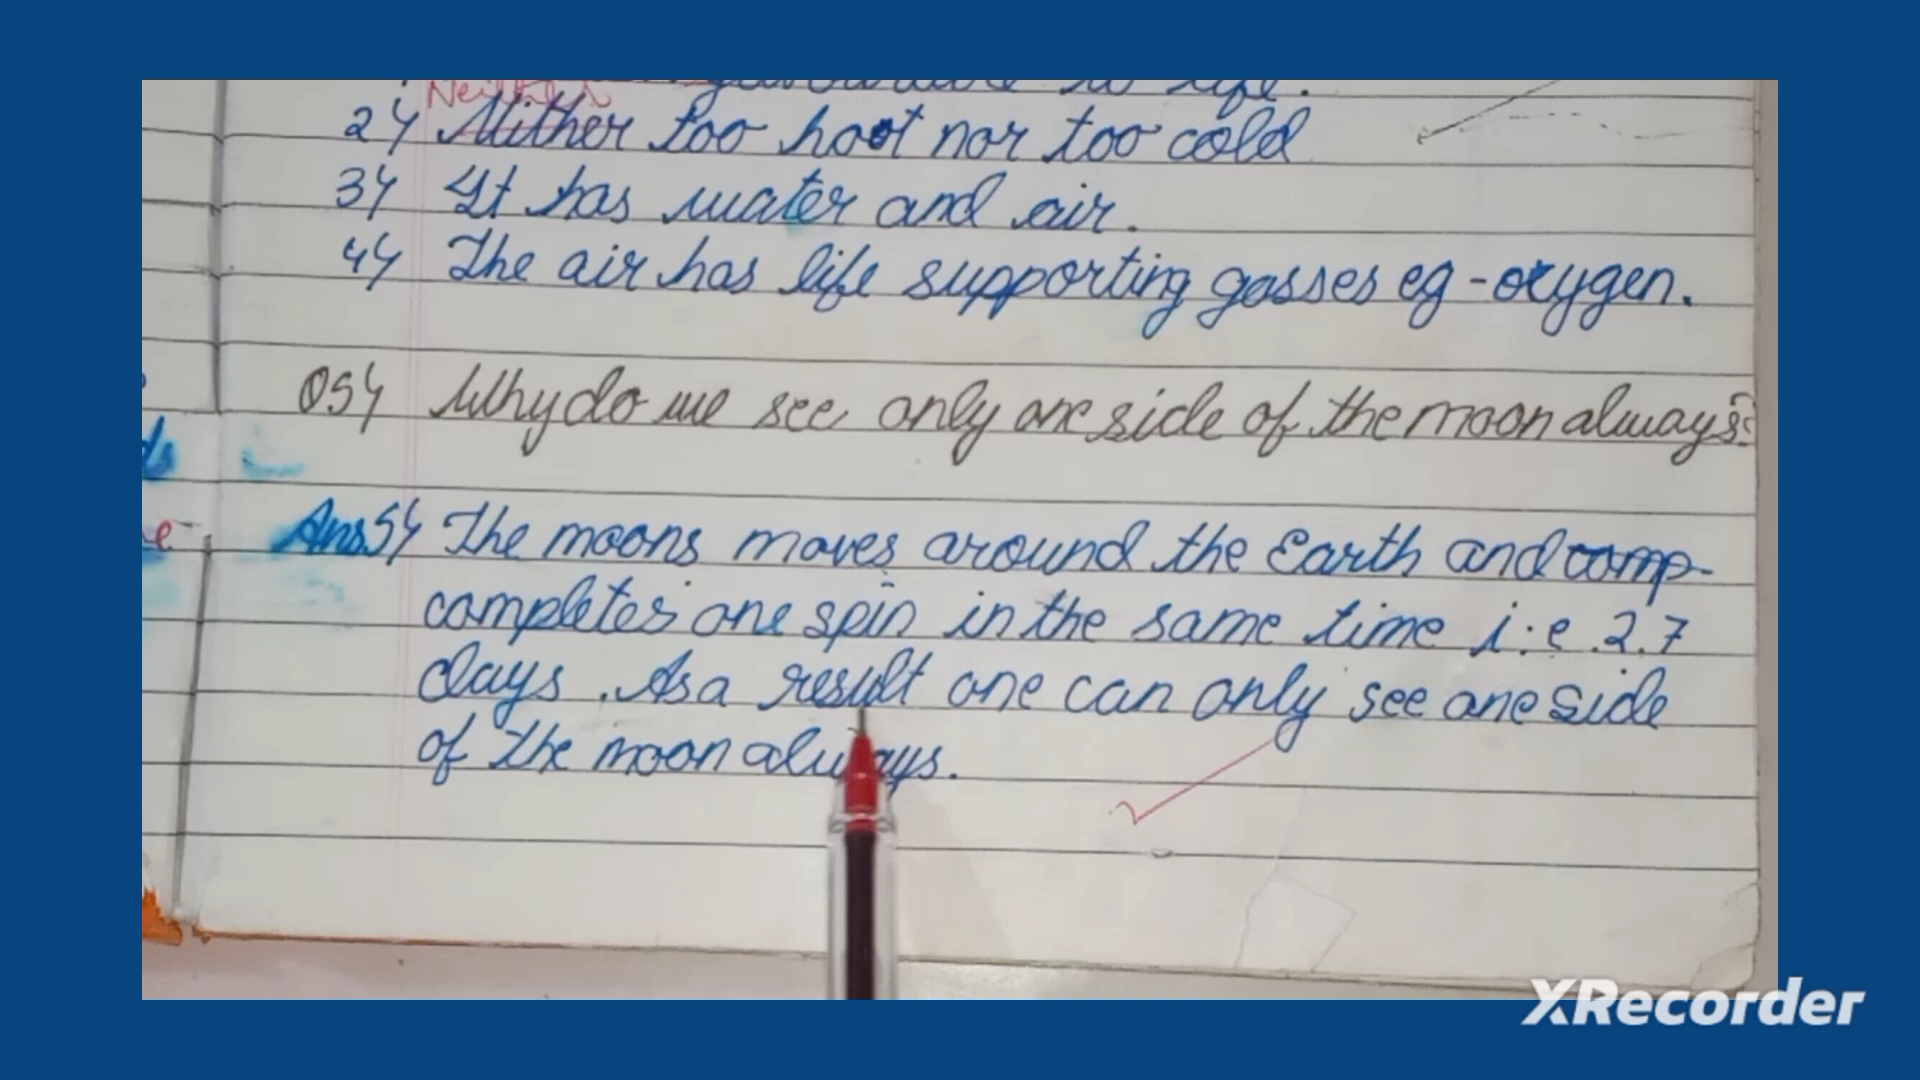 Neither
2) Nither too hoot nor too cold
3) It has water and air.
4) The air has life supporting gasses eg - oxygen.
Q5) Why do we see only one side of the moon always?
Ans5) The moons moves around the Earth and comp-
completes one spin in the same time i.e. 2.7
days. As a result one can only see one side
of the moon always.
XRecorder